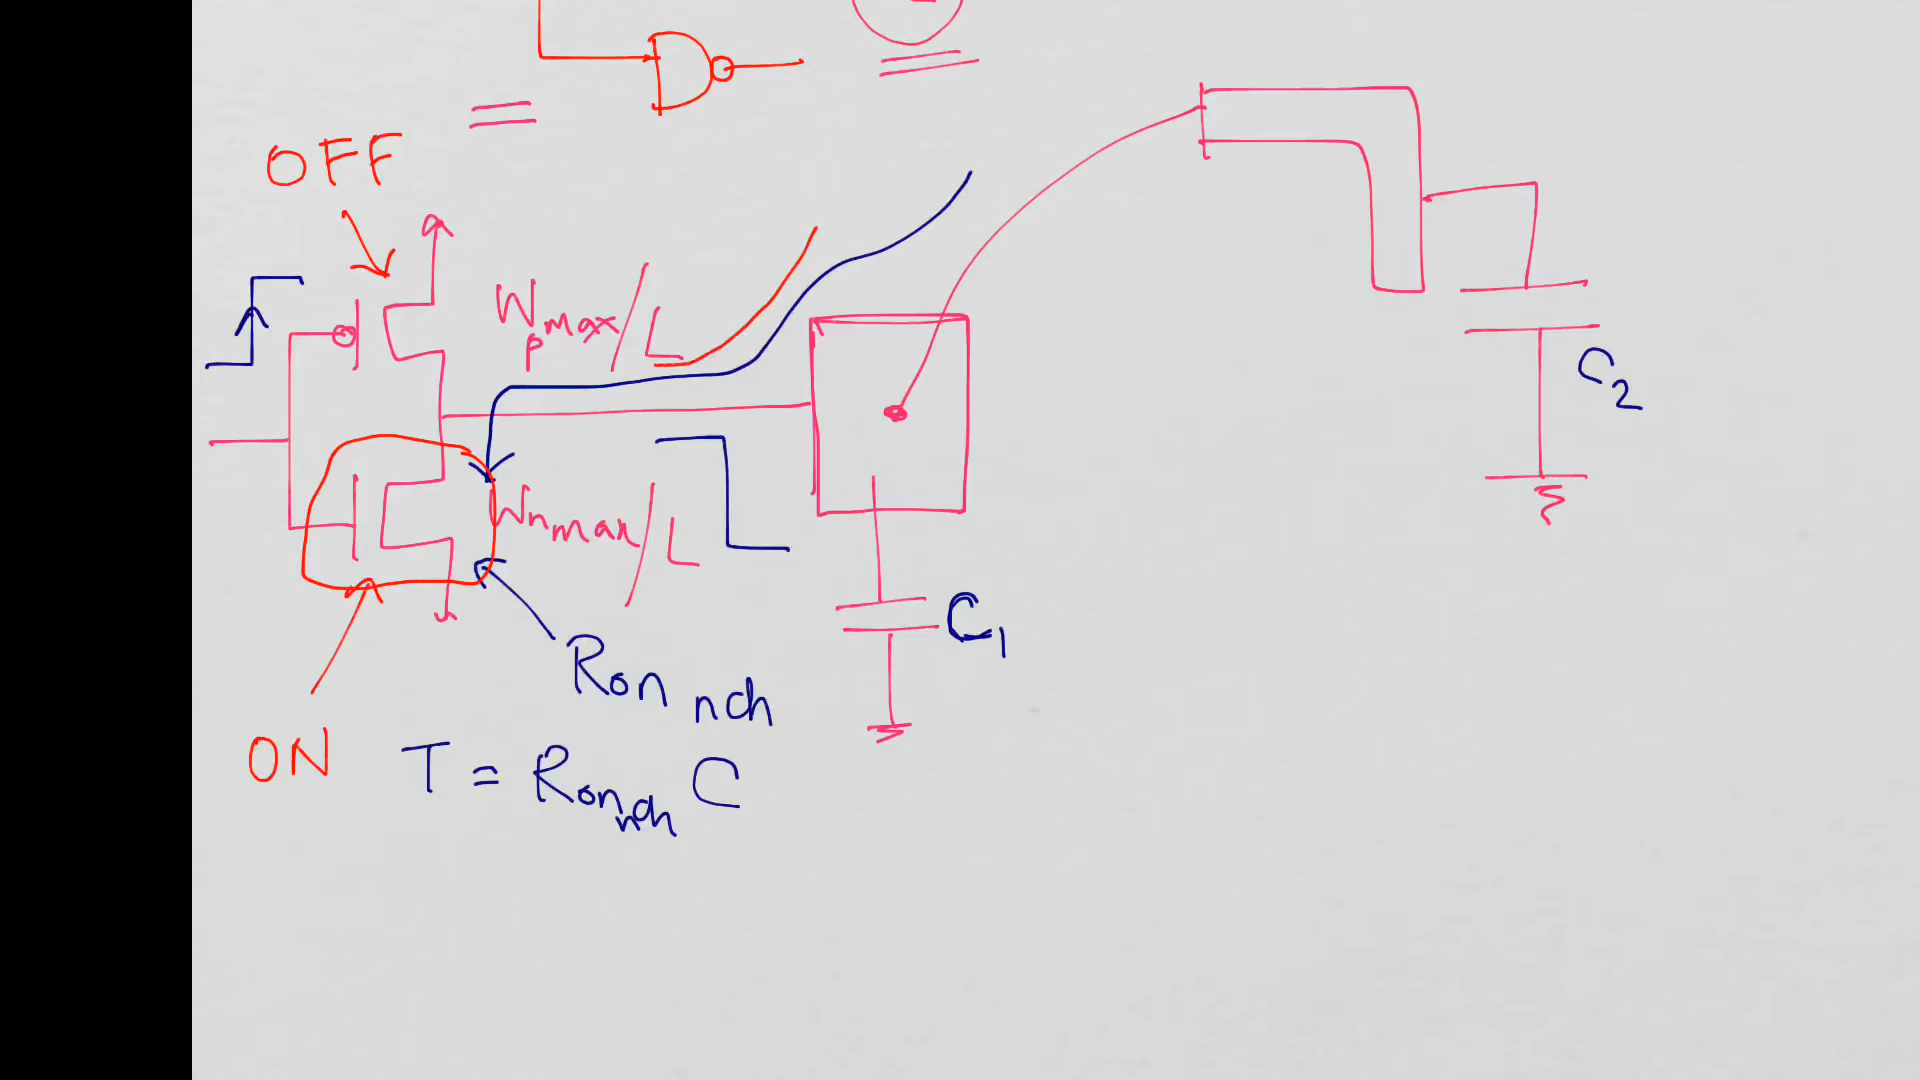 OFF
Wpmax/L
C2
Wnmax/L
C1
Ron nch
ON
T = Ron nch C